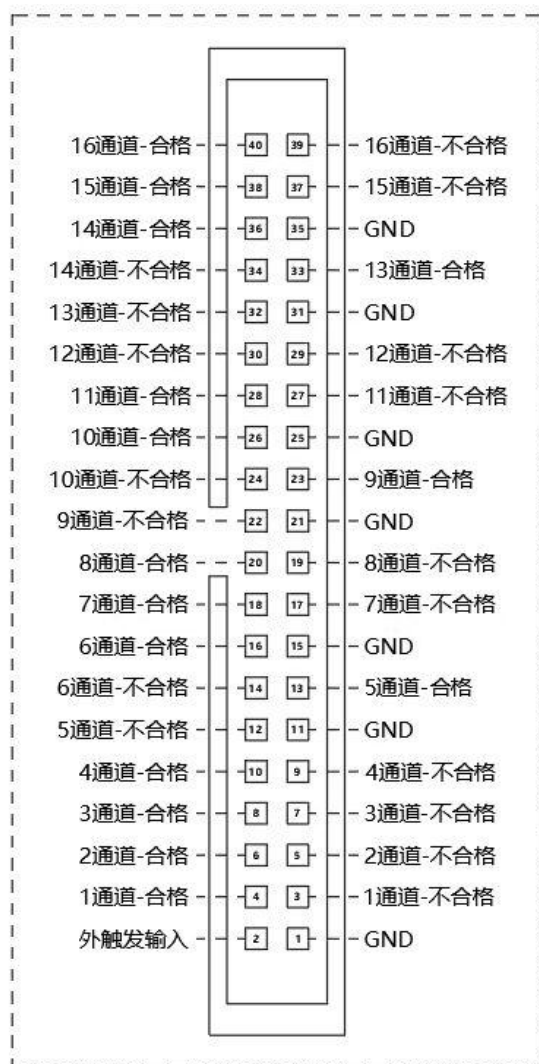 16通道-合格 40 39 16通道-不合格
15通道-合格 38 37 15通道-不合格
14通道-合格 36 35 GND
14通道-不合格 34 33 13通道-合格
13通道-不合格 32 31 GND
12通道-不合格 30 29 12通道-不合格
11通道-合格 28 27 11通道-不合格
10通道-合格 26 25 GND
10通道-不合格 24 23 9通道-合格
9通道-不合格 22 21 GND
8通道-合格 20 19 8通道-不合格
7通道-合格 18 17 7通道-不合格
6通道-合格 16 15 GND
6通道-不合格 14 13 5通道-合格
5通道-不合格 12 11 GND
4通道-合格 10 9 4通道-不合格
3通道-合格 8 7 3通道-不合格
2通道-合格 6 5 2通道-不合格
1通道-合格 4 3 1通道-不合格
外触发输入 2 1 GND